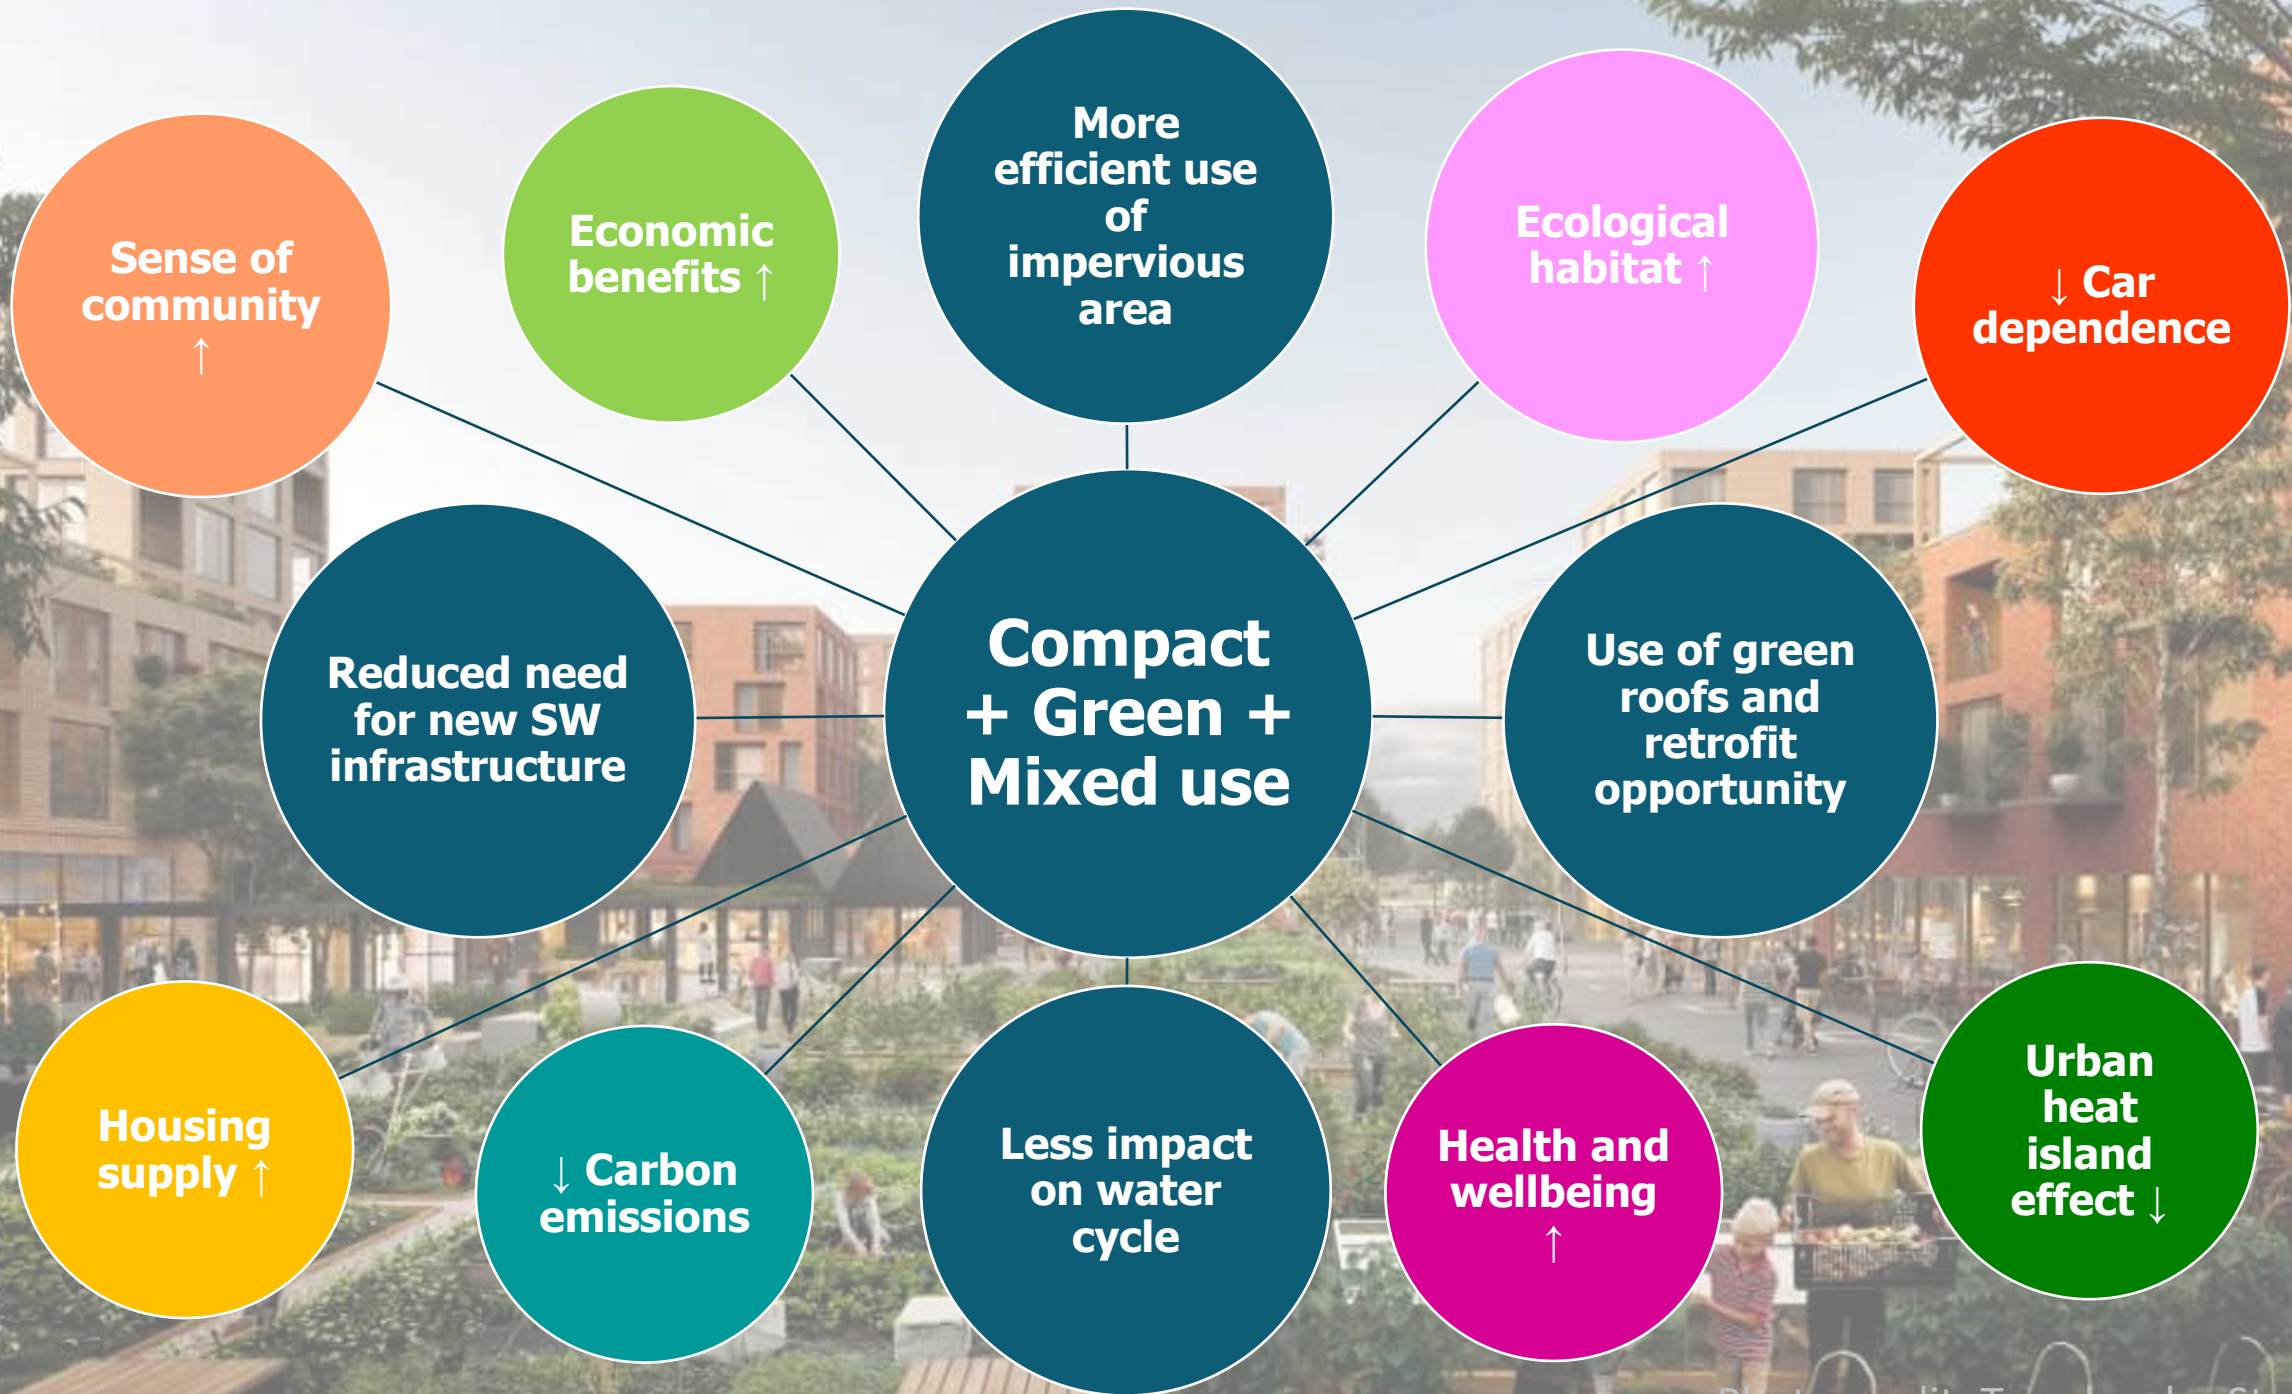 Sense of
community
↑
Economic
benefits ↑
More
efficient use
of
impervious
area
Ecological
habitat ↑
↓ Car
dependence
Reduced need
for new SW
infrastructure
Compact
+ Green +
Mixed use
Use of green
roofs and
retrofit
opportunity
Housing
supply ↑
↓ Carbon
emissions
Less impact
on water
cycle
Health and
wellbeing
↑
Urban
heat
island
effect ↓